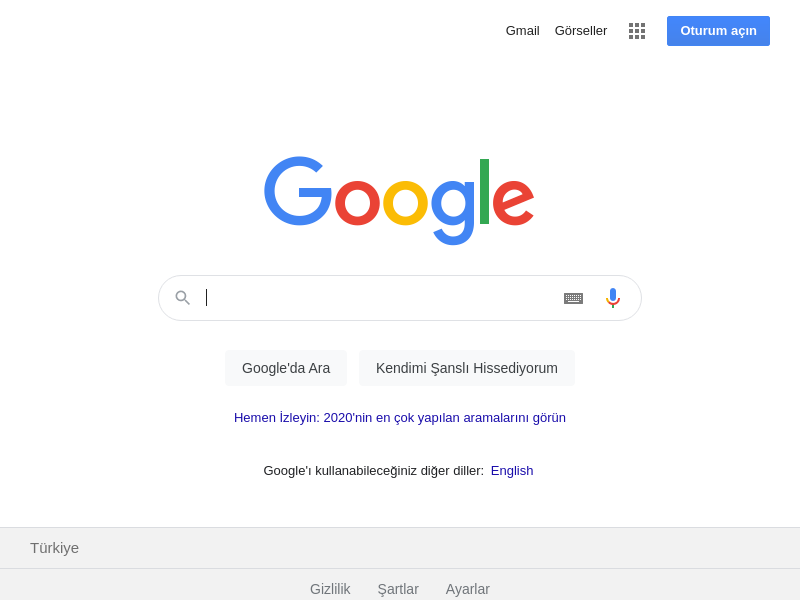 Gmail Görseller Oturum açın
Google
Google'da Ara Kendimi Şanslı Hissediyorum
Hemen İzleyin: 2020'nin en çok yapılan aramalarını görün
Google'ı kullanabileceğiniz diğer diller: English
Türkiye
Gizlilik Şartlar Ayarlar